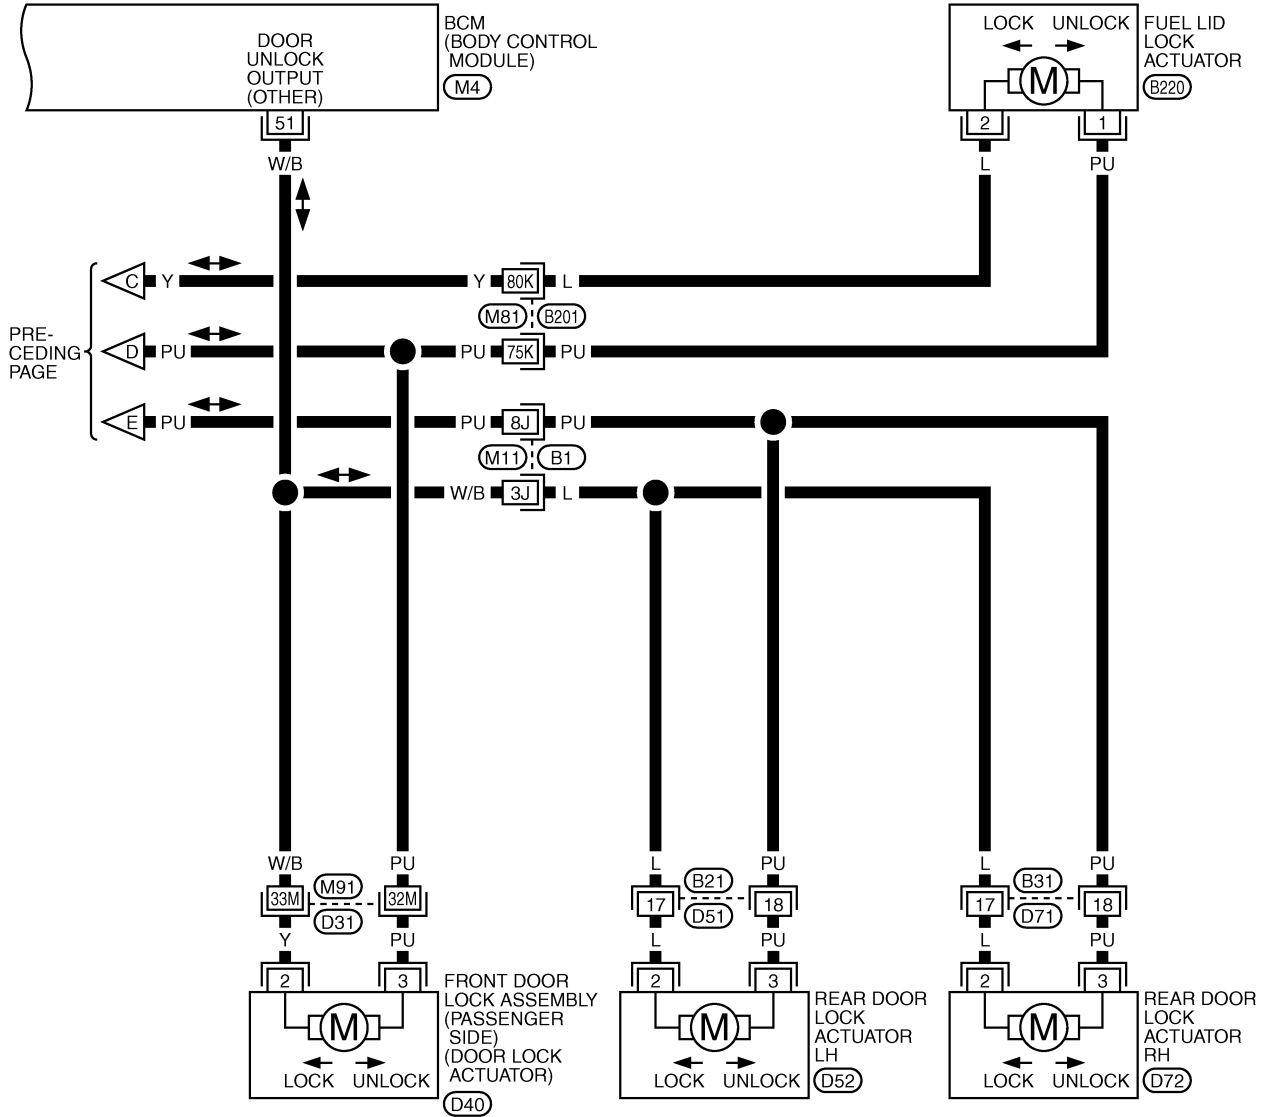 BCM
(BODY CONTROL
MODULE)
M4
DOOR
UNLOCK
OUTPUT
(OTHER)
51
W/B
LOCK UNLOCK
M
FUEL LID
LOCK
ACTUATOR
B220
2 1
L PU
C Y Y 80K L
M81 B201
PRE-
CEDING
PAGE
D PU PU 75K PU
E PU PU 8J PU
M11 B1
W/B 3J L
W/B PU L PU L PU
33M M91 32M
D31
17 B21 18
D51
17 B31 18
D71
Y PU L PU L PU
2 3 2 3 2 3
M
LOCK UNLOCK
FRONT DOOR
LOCK ASSEMBLY
(PASSENGER
SIDE)
(DOOR LOCK
ACTUATOR)
D40
M
LOCK UNLOCK
REAR DOOR
LOCK
ACTUATOR
LH
D52
M
LOCK UNLOCK
REAR DOOR
LOCK
ACTUATOR
RH
D72